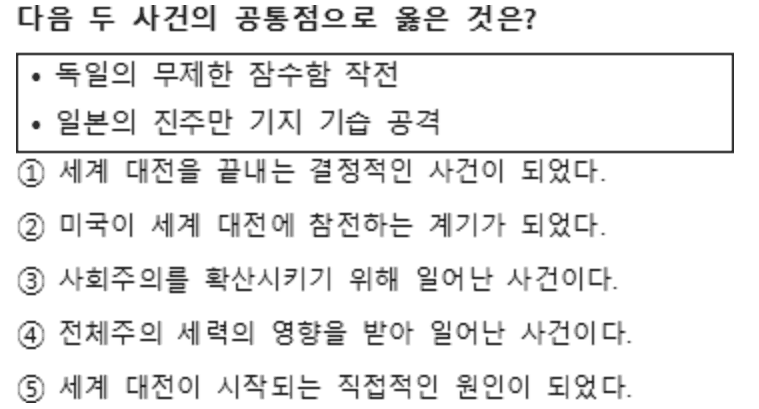 다음 두 사건의 공통점으로 옳은 것은?
• 독일의 무제한 잠수함 작전
• 일본의 진주만 기지 기습 공격
① 세계 대전을 끝내는 결정적인 사건이 되었다.
② 미국이 세계 대전에 참전하는 계기가 되었다.
③ 사회주의를 확산시키기 위해 일어난 사건이다.
④ 전체주의 세력의 영향을 받아 일어난 사건이다.
⑤ 세계 대전이 시작되는 직접적인 원인이 되었다.